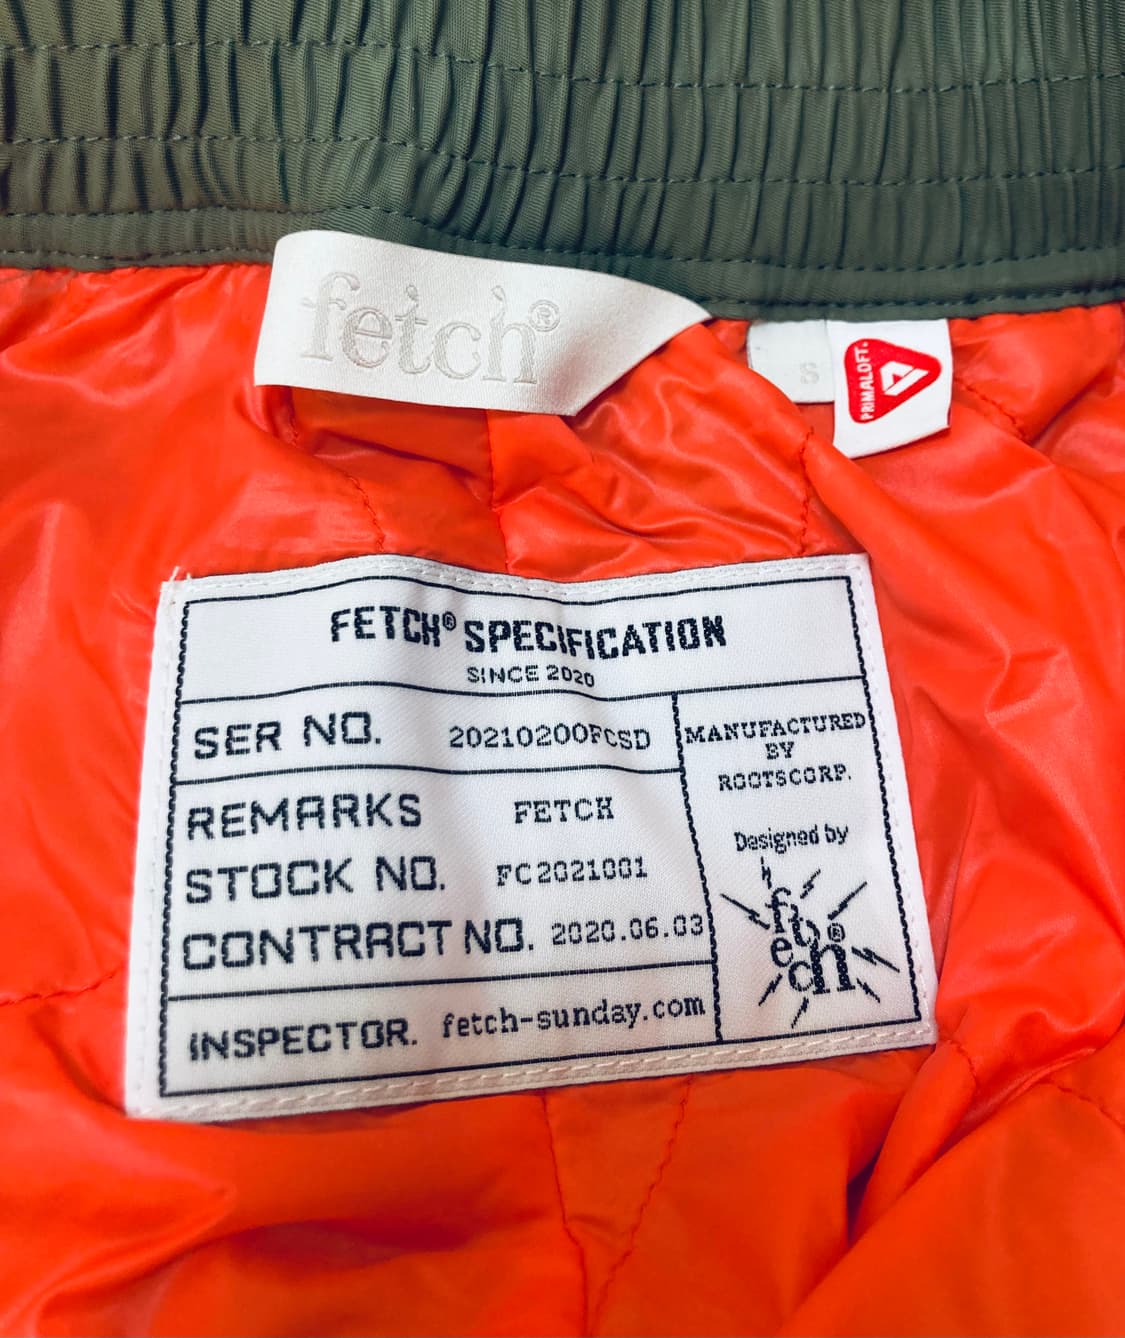 fetch®
S
PRIMALOFT®
FETCH® SPECIFICATION
SINCE 2020
SER NO. 20210200FCSD
MANUFACTURED
BY
ROOTSCORP.
REMARKS FETCH
STOCK NO. FC2021001
CONTRACT NO. 2020.06.03
INSPECTOR. fetch-sunday.com
Designed by
fetch®